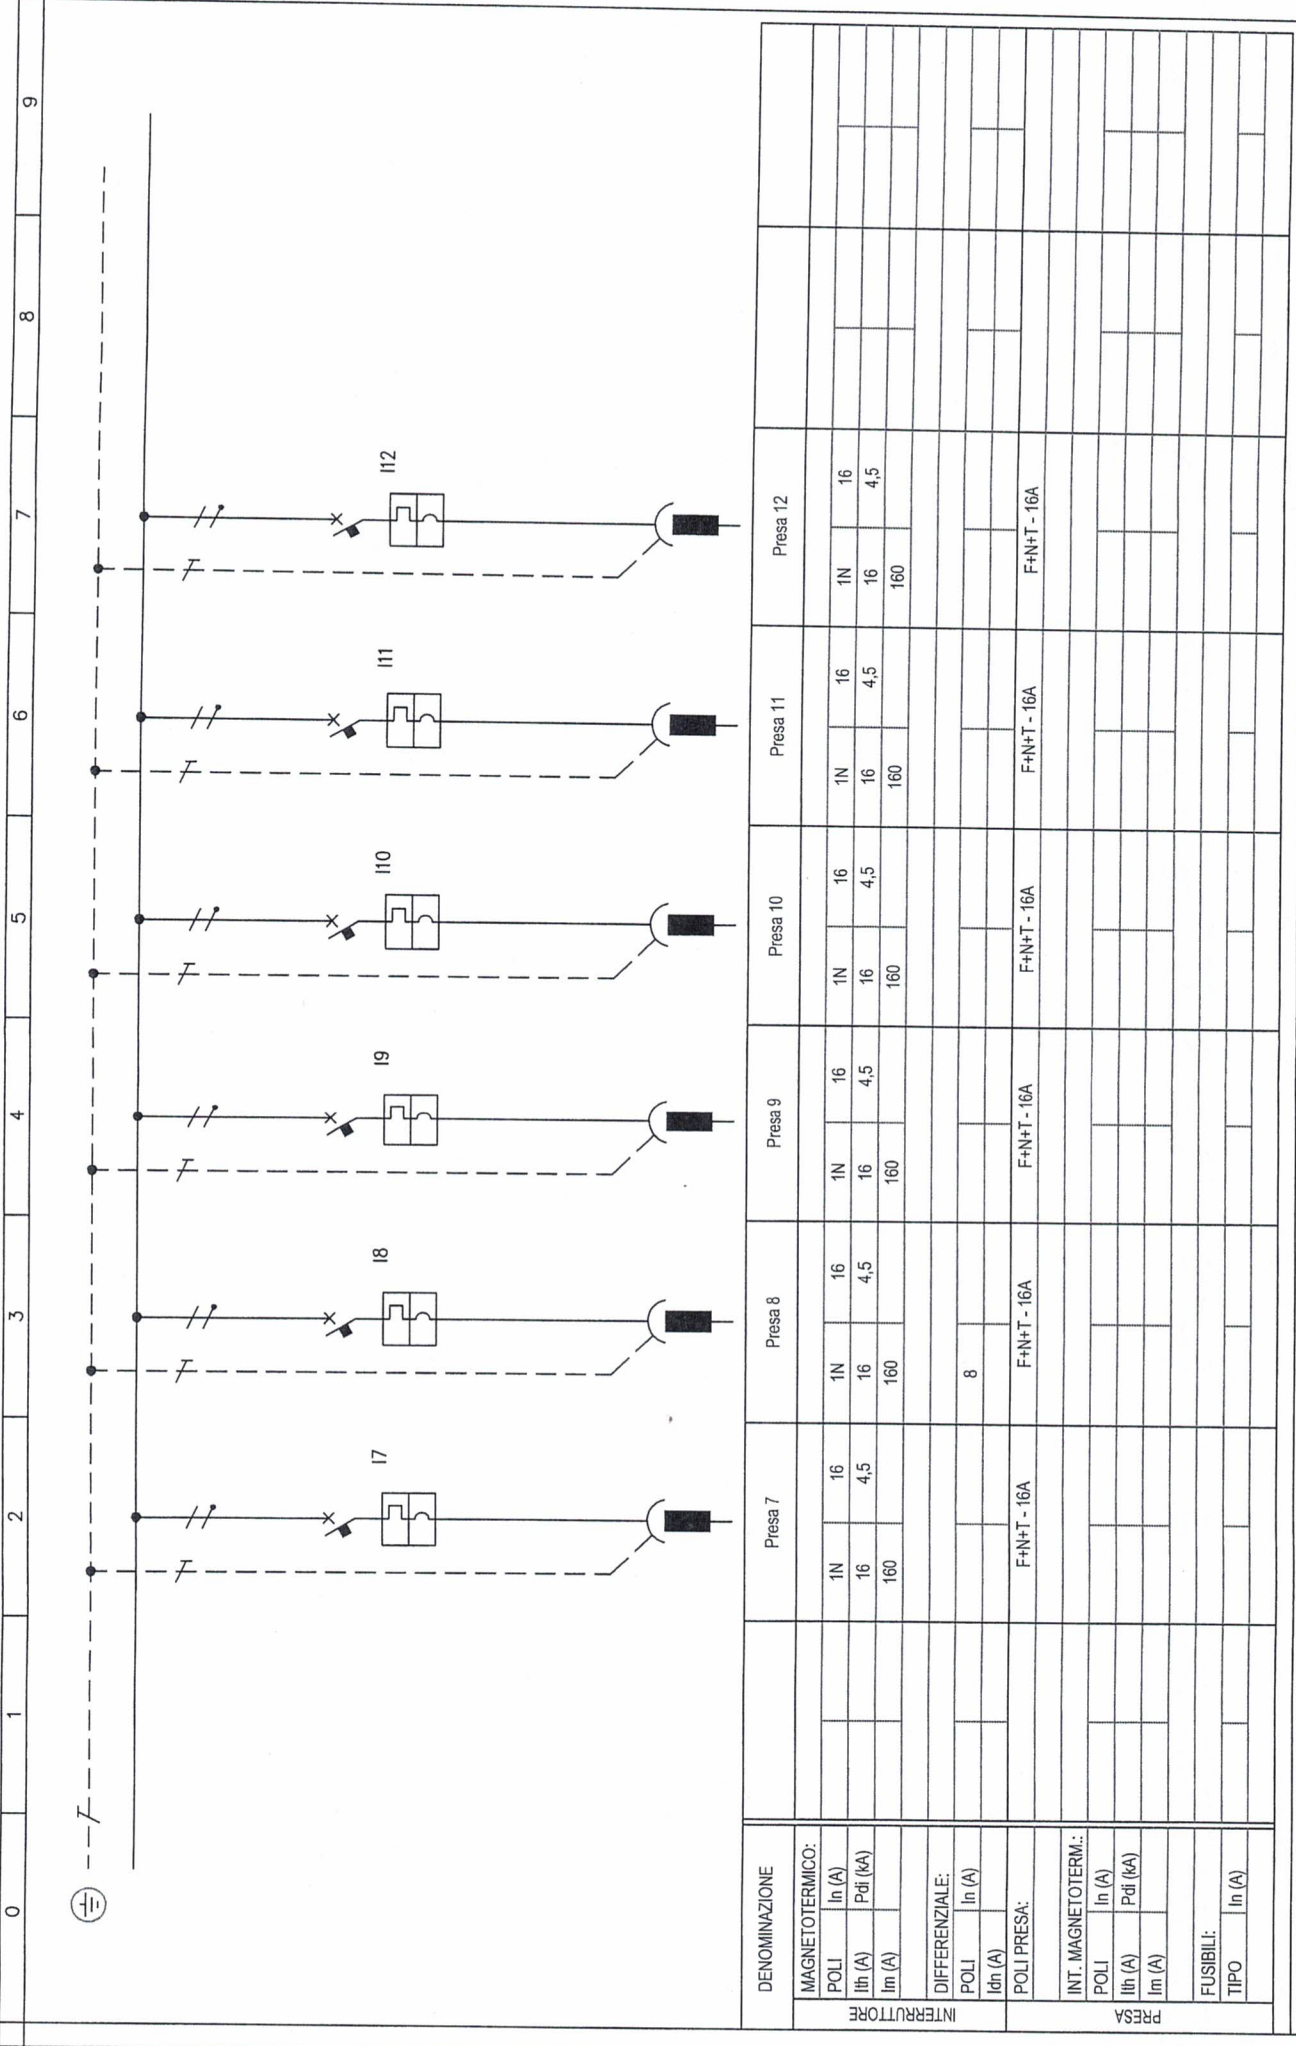 0 1 2 3 4 5 6 7 8 9
I7 I8 I9 I10 I11 I12
DENOMINAZIONE Presa 7 Presa 8 Presa 9 Presa 10 Presa 11 Presa 12
INTERRUTTORE
MAGNETOTERMICO:
POLI In (A) 1N 16 1N 16 1N 16 1N 16 1N 16 1N 16
Ith (A) Pdi (kA) 16 4,5 16 4,5 16 4,5 16 4,5 16 4,5 16 4,5
Im (A) 160 160 160 160 160 160
DIFFERENZIALE:
POLI In (A) 8
Idn (A)
PRESA
POLI PRESA: F+N+T - 16A F+N+T - 16A F+N+T - 16A F+N+T - 16A F+N+T - 16A F+N+T - 16A
INT. MAGNETOTERM.:
POLI In (A)
Ith (A) Pdi (kA)
Im (A)
FUSIBILI:
TIPO In (A)